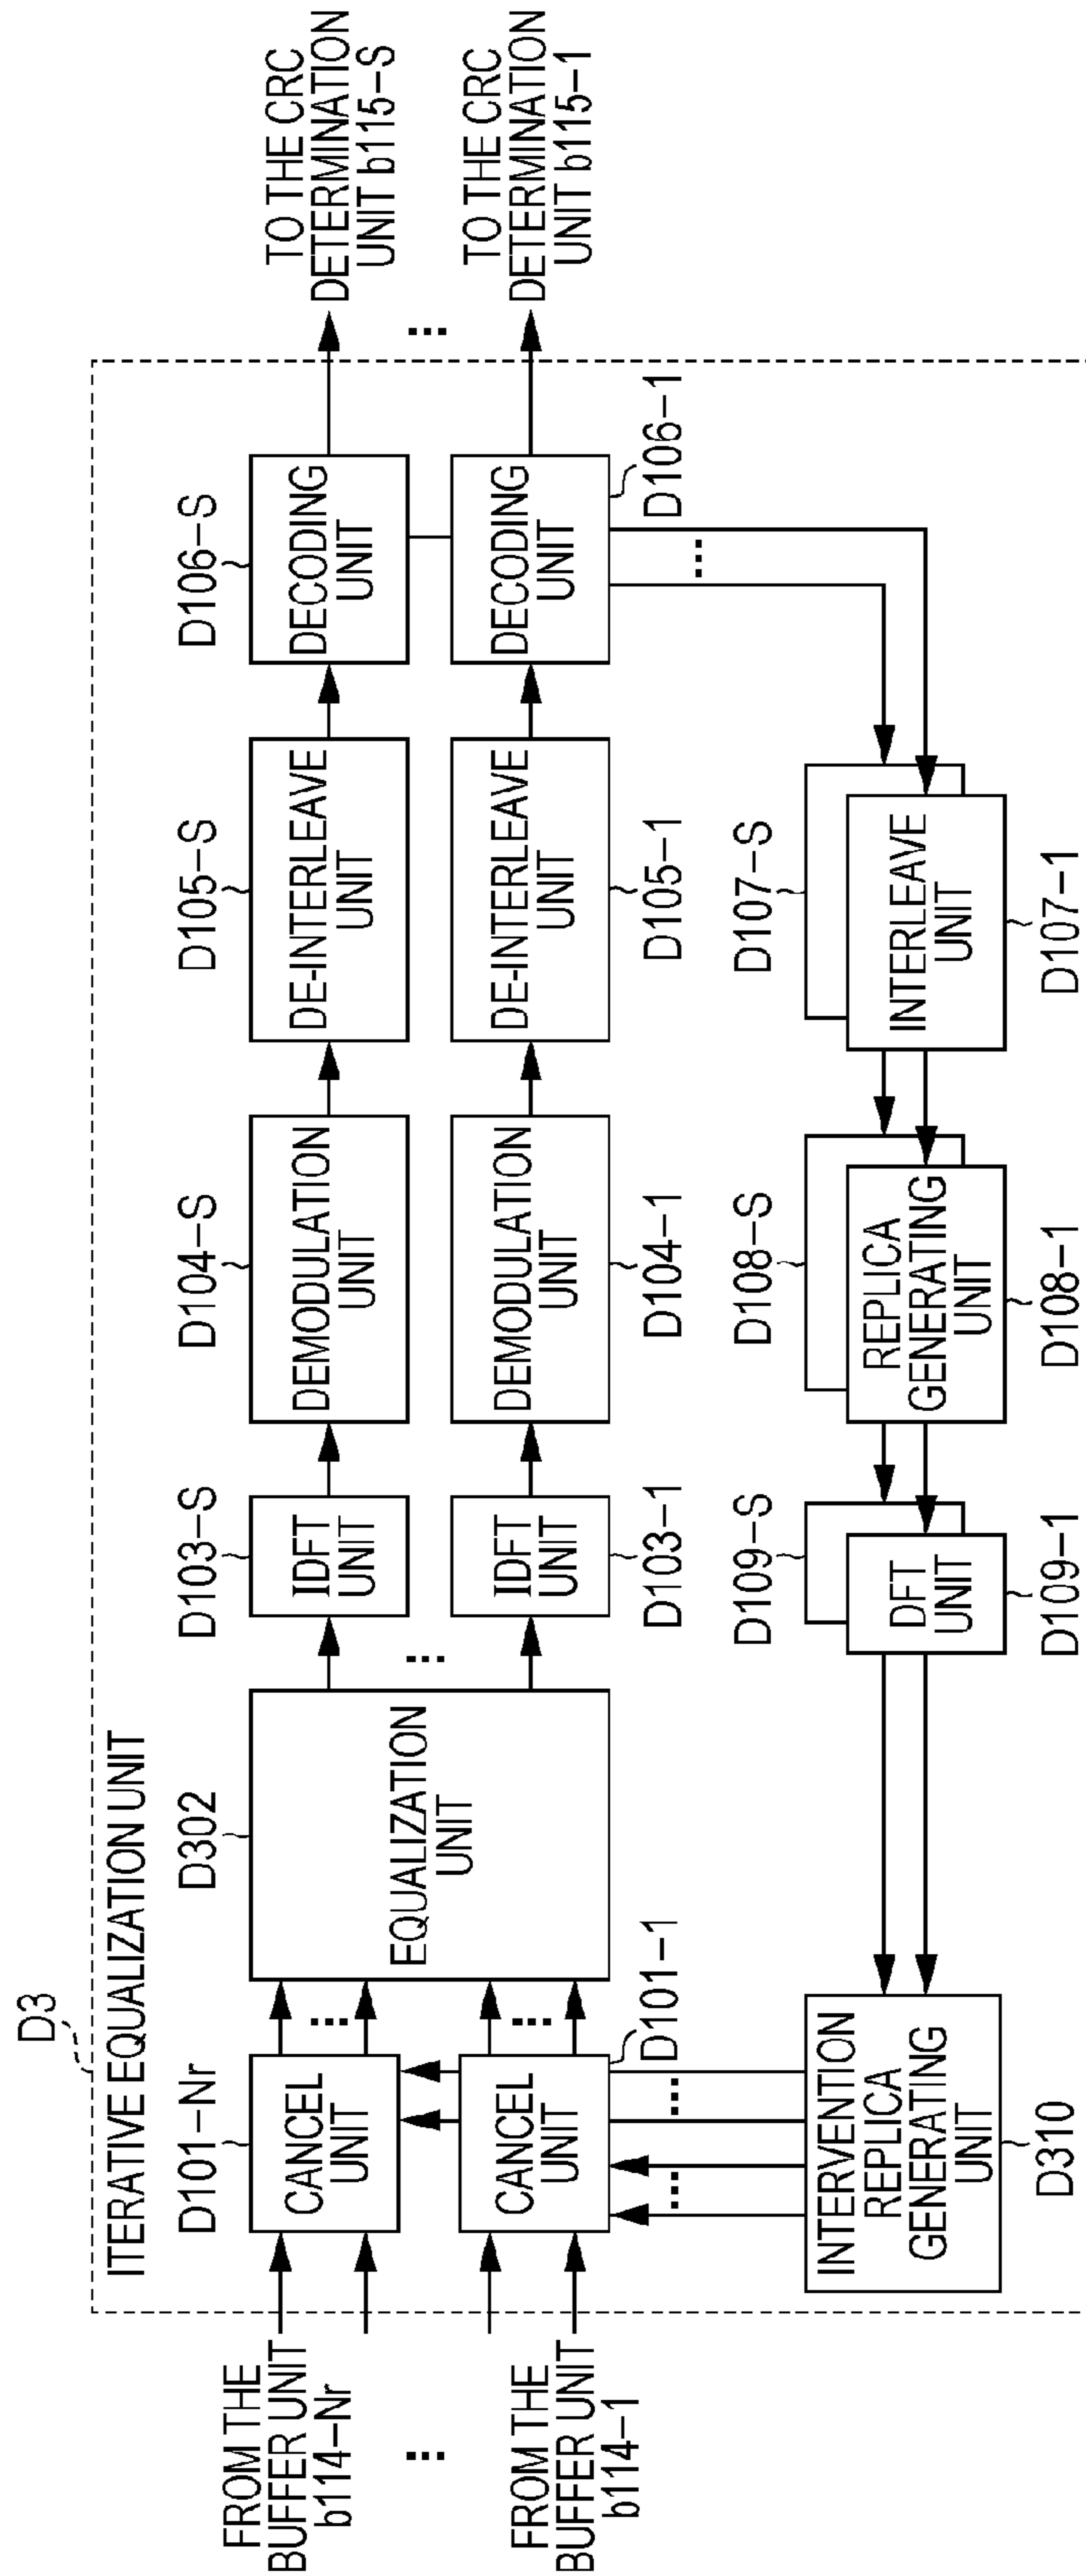 D3
ITERATIVE EQUALIZATION UNIT
FROM THE
BUFFER UNIT
b114–Nr
...
FROM THE
BUFFER UNIT
b114–1
D101–Nr
CANCEL
UNIT
...
CANCEL
UNIT
...
D101–1
D302
EQUALIZATION
UNIT
...
D103–S
IDFT
UNIT
IDFT
UNIT
D103–1
D104–S
DEMODULATION
UNIT
DEMODULATION
UNIT
D104–1
D105–S
DE-INTERLEAVE
UNIT
DE-INTERLEAVE
UNIT
D105–1
D106–S
DECODING
UNIT
DECODING
UNIT
D106–1
...
TO THE CRC
DETERMINATION
UNIT b115–S
...
TO THE CRC
DETERMINATION
UNIT b115–1
...
...
INTERVENTION
REPLICA
GENERATING
UNIT
D310
D109–S
DFT
UNIT
D109–1
D108–S
REPLICA
GENERATING
UNIT
D108–1
D107–S
INTERLEAVE
UNIT
D107–1